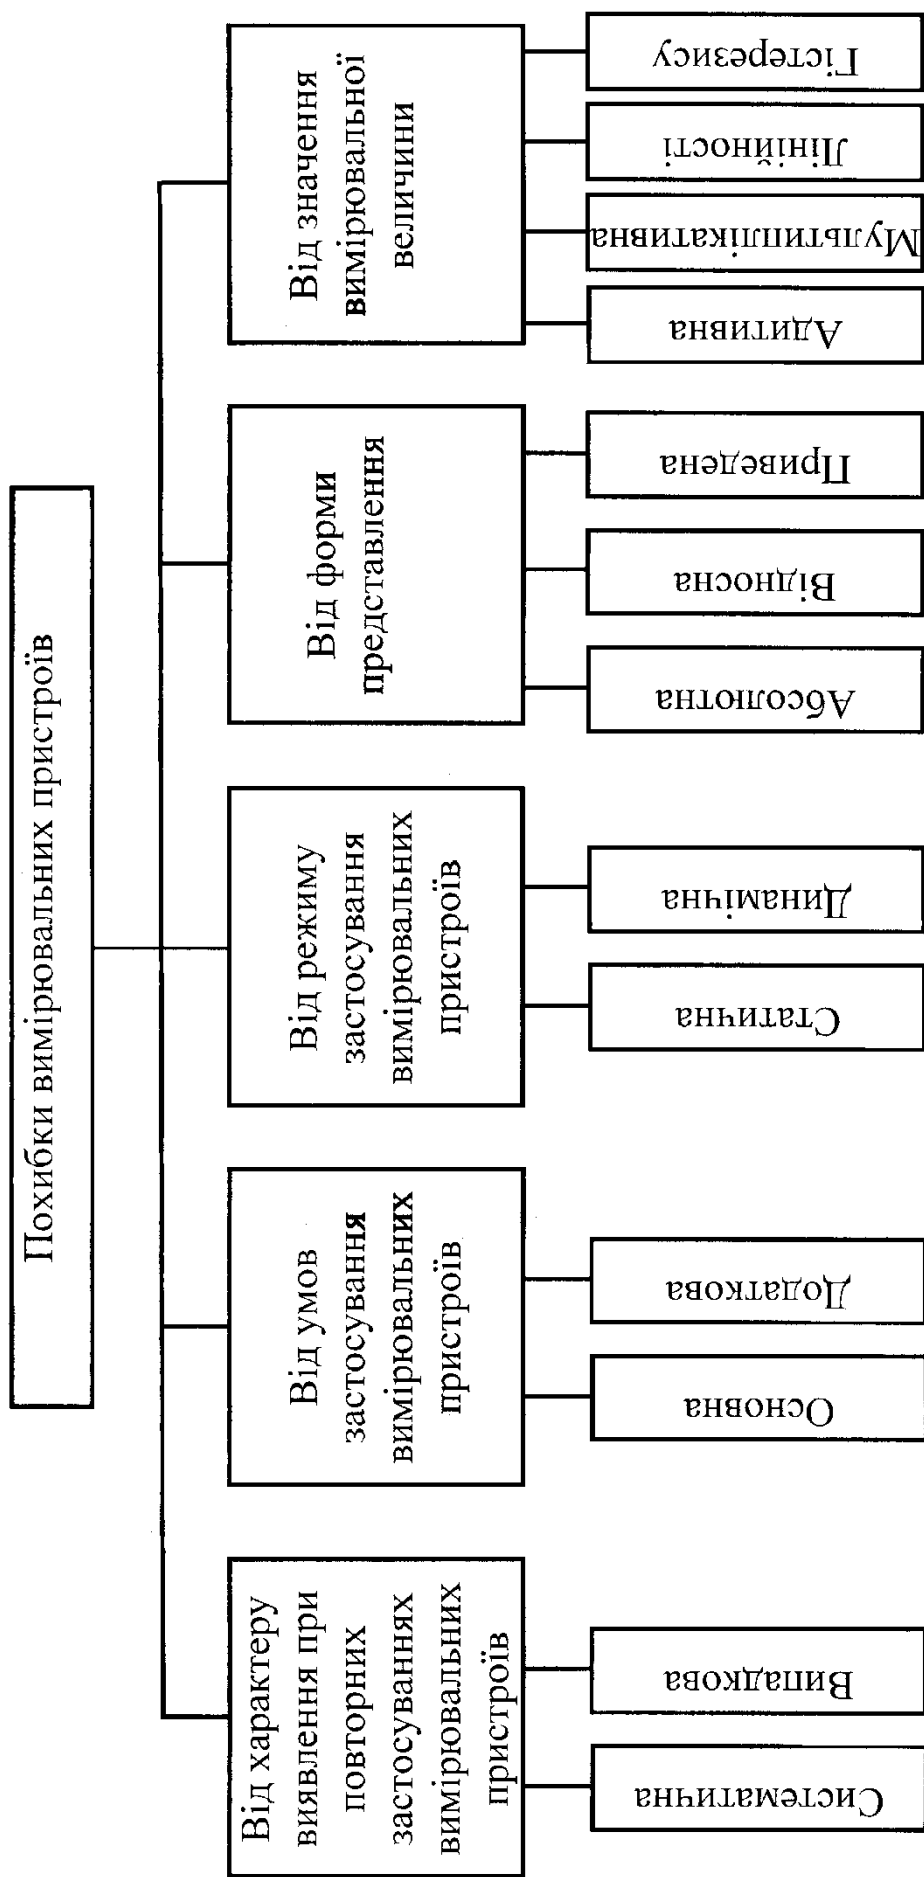 Похибки вимірювальних пристроїв
Від характеру
виявлення при
повторних
застосуваннях
вимірювальних
пристроїв
Від умов
застосування
вимірювальних
пристроїв
Від режиму
застосування
вимірювальних
пристроїв
Від форми
представлення
Від значення
вимірювальної
величини
Систематична
Випадкова
Основна
Додаткова
Статична
Динамічна
Абсолютна
Відносна
Приведена
Адитивна
Мультиплікативна
Лінійності
Гістерезису